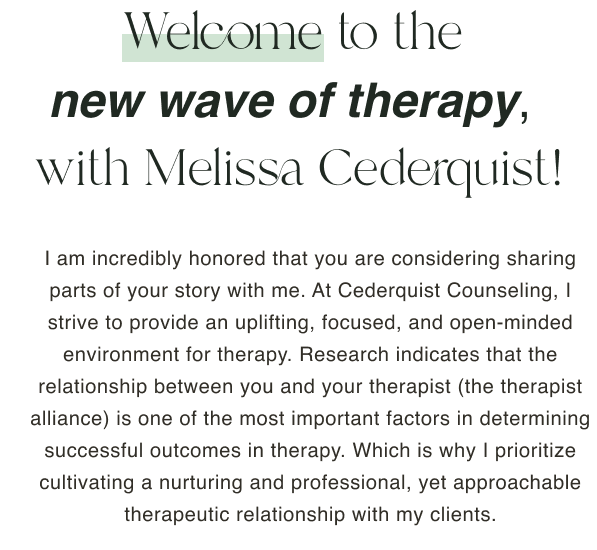 Welcome to the
new wave of therapy,
with Melissa Cederquist!
I am incredibly honored that you are considering sharing
parts of your story with me. At Cederquist Counseling, I
strive to provide an uplifting, focused, and open-minded
environment for therapy. Research indicates that the
relationship between you and your therapist (the therapist
alliance) is one of the most important factors in determining
successful outcomes in therapy. Which is why I prioritize
cultivating a nurturing and professional, yet approachable
therapeutic relationship with my clients.